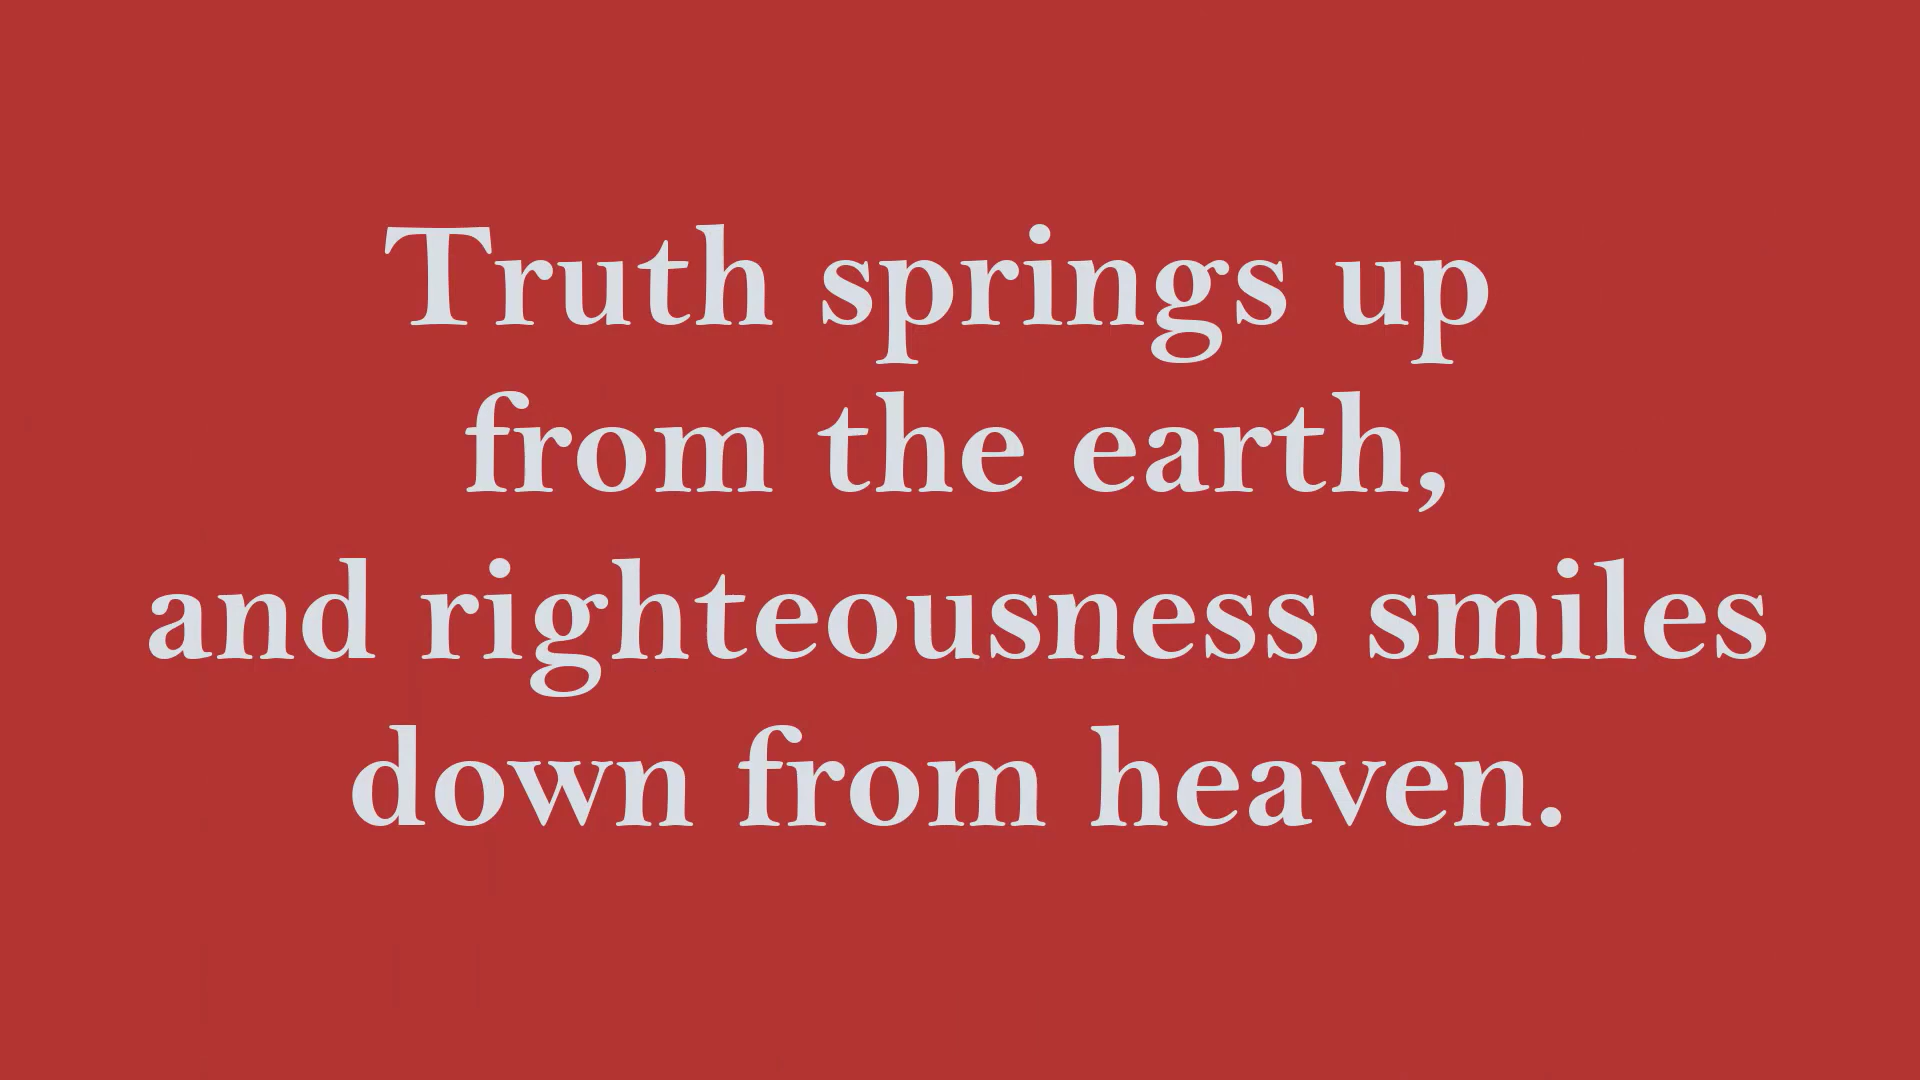 Truth springs up
from the earth,
and righteousness smiles
down from heaven.